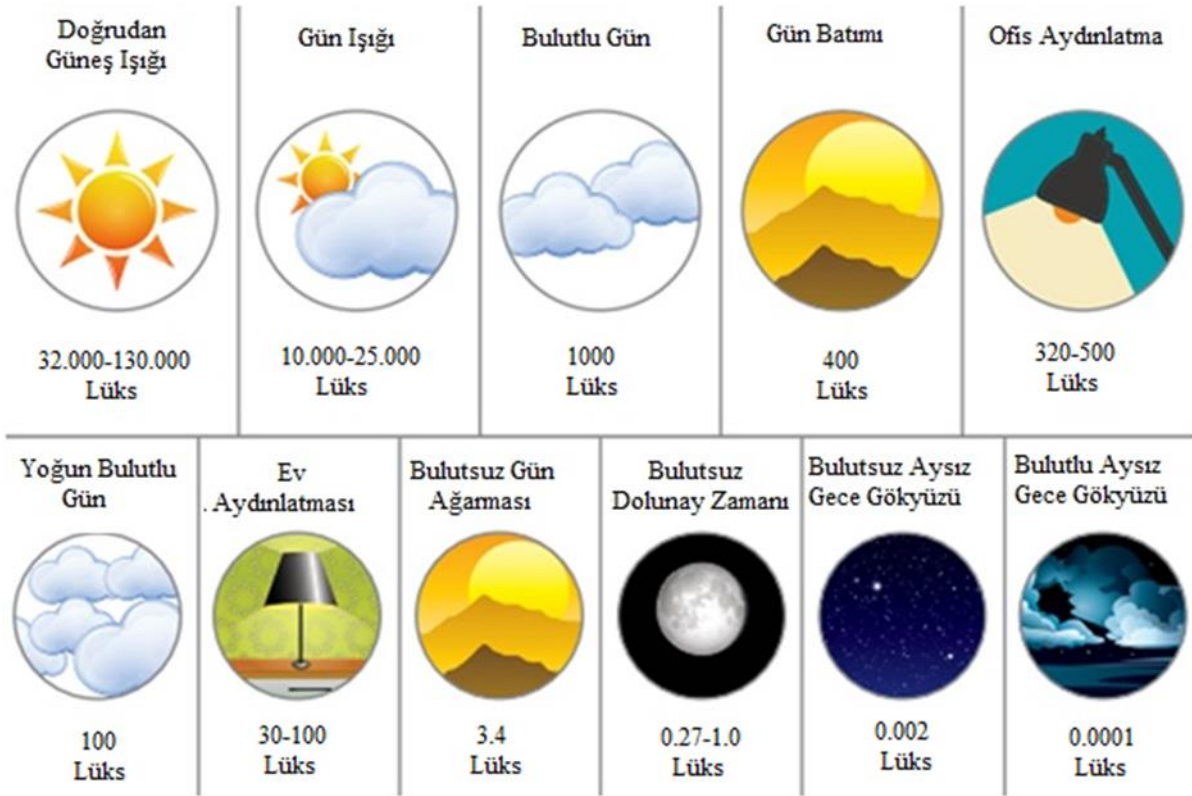 Doğrudan
Güneş Işığı
32.000-130.000
Lüks
Gün Işığı
10.000-25.000
Lüks
Bulutlu Gün
1000
Lüks
Gün Batımı
400
Lüks
Ofis Aydınlatma
320-500
Lüks
Yoğun Bulutlu
Gün
100
Lüks
Ev
. Aydınlatması
30-100
Lüks
Bulutsuz Gün
Ağarması
3.4
Lüks
Bulutsuz
Dolunay Zamanı
0.27-1.0
Lüks
Bulutsuz Aysız
Gece Gökyüzü
0.002
Lüks
Bulutlu Aysız
Gece Gökyüzü
0.0001
Lüks